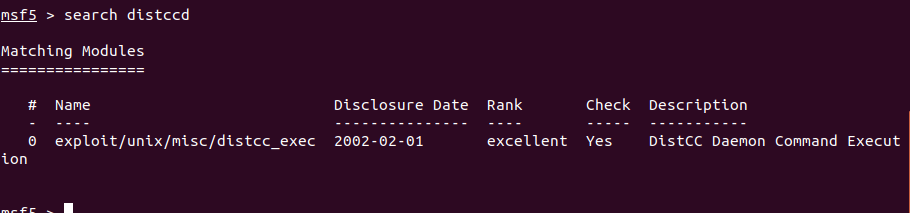 msf5 > search distccd
Matching Modules
================
#  Name                               Disclosure Date  Rank       Check  Description
-  ----                               ---------------  ----       -----  -----------
0  exploit/unix/misc/distcc_exec  2002-02-01       excellent  Yes    DistCC Daemon Command Execut
ion
msf5 >